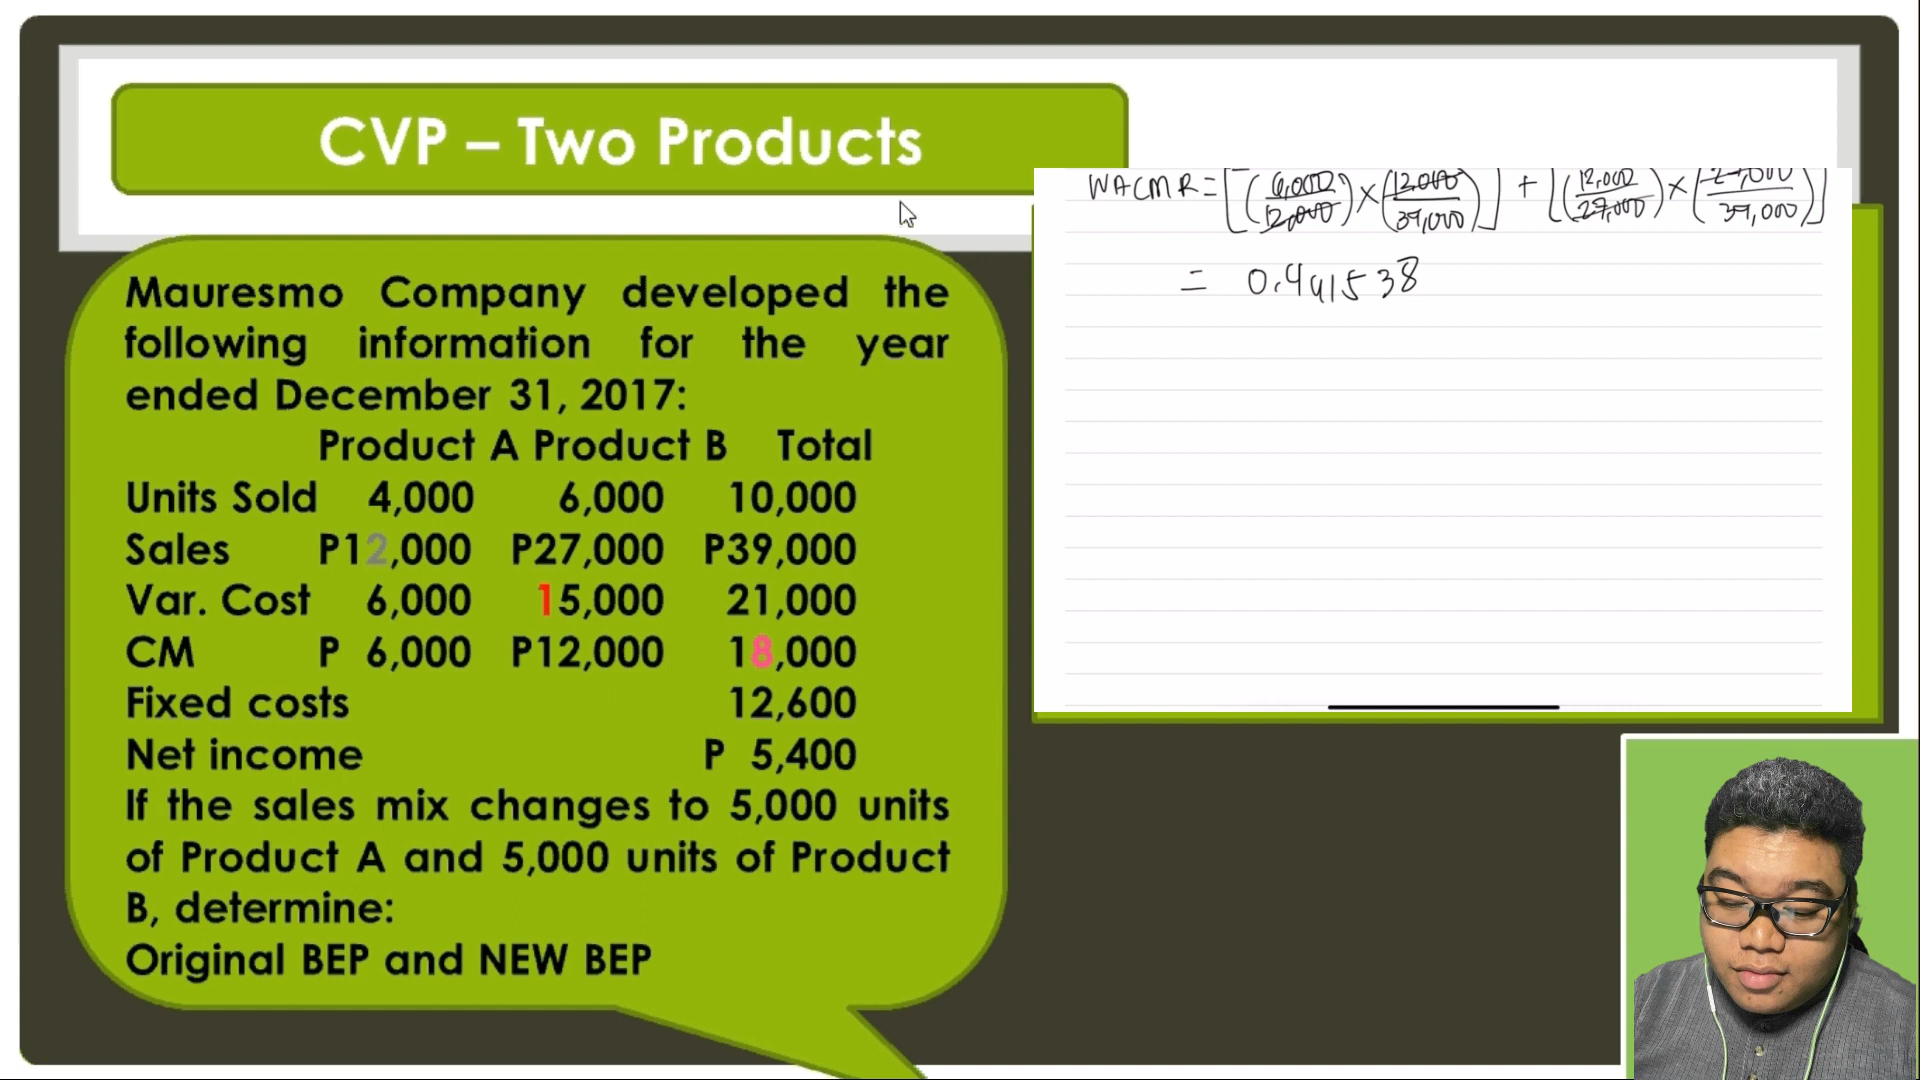 CVP – Two Products
WACMR = [(6,000/12,000) × (12,000/39,000)] + [(12,000/27,000) × (27,000/39,000)]
= 0.441538
Mauresmo Company developed the
following information for the year
ended December 31, 2017:
Product A Product B Total
Units Sold 4,000 6,000 10,000
Sales P12,000 P27,000 P39,000
Var. Cost 6,000 15,000 21,000
CM P 6,000 P12,000 18,000
Fixed costs 12,600
Net income P 5,400
If the sales mix changes to 5,000 units
of Product A and 5,000 units of Product
B, determine:
Original BEP and NEW BEP